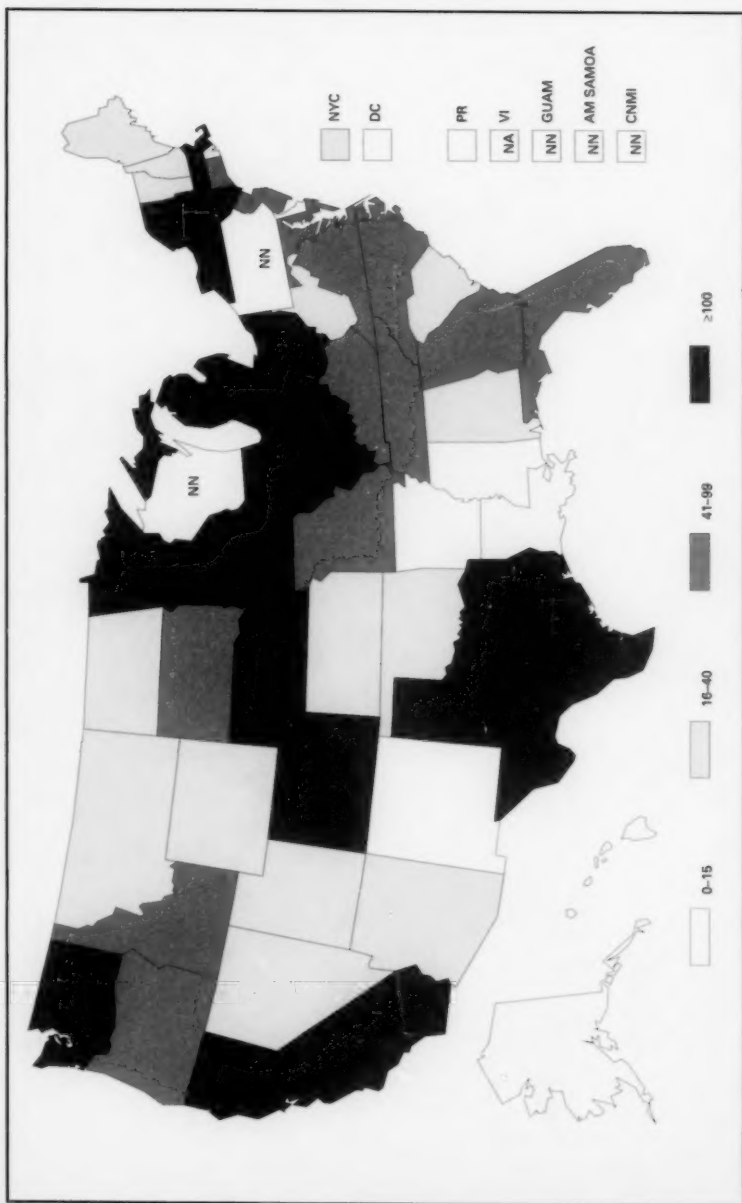 NN
NN
NYC
DC
PR
NA VI
NN GUAM
NN AM SAMOA
NN CNMI
0–15
16–40
41–99
≥100